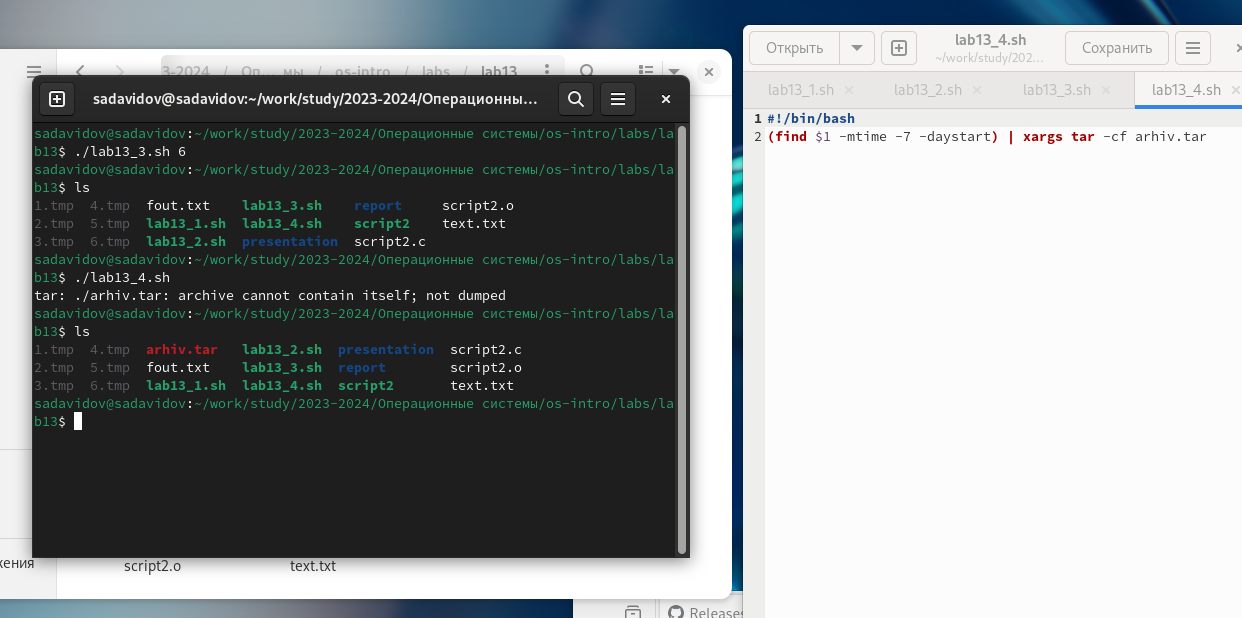 3-2024 / Оп… мы / os-intro / labs / lab13
sadavidov@sadavidov:~/work/study/2023-2024/Операционны...
sadavidov@sadavidov:~/work/study/2023-2024/Операционные системы/os-intro/labs/la
b13$ ./lab13_3.sh 6
sadavidov@sadavidov:~/work/study/2023-2024/Операционные системы/os-intro/labs/la
b13$ ls
1.tmp 4.tmp fout.txt lab13_3.sh report script2.o
2.tmp 5.tmp lab13_1.sh lab13_4.sh script2 text.txt
3.tmp 6.tmp lab13_2.sh presentation script2.c
sadavidov@sadavidov:~/work/study/2023-2024/Операционные системы/os-intro/labs/la
b13$ ./lab13_4.sh
tar: ./arhiv.tar: archive cannot contain itself; not dumped
sadavidov@sadavidov:~/work/study/2023-2024/Операционные системы/os-intro/labs/la
b13$ ls
1.tmp 4.tmp arhiv.tar lab13_2.sh presentation script2.c
2.tmp 5.tmp fout.txt lab13_3.sh report script2.o
3.tmp 6.tmp lab13_1.sh lab13_4.sh script2 text.txt
sadavidov@sadavidov:~/work/study/2023-2024/Операционные системы/os-intro/labs/la
b13$
жения
script2.o text.txt
Открыть
lab13_4.sh
~/work/study/202…
Сохранить
lab13_1.sh lab13_2.sh lab13_3.sh lab13_4.sh
1 #!/bin/bash
2 (find $1 -mtime -7 -daystart) | xargs tar -cf arhiv.tar
Releases